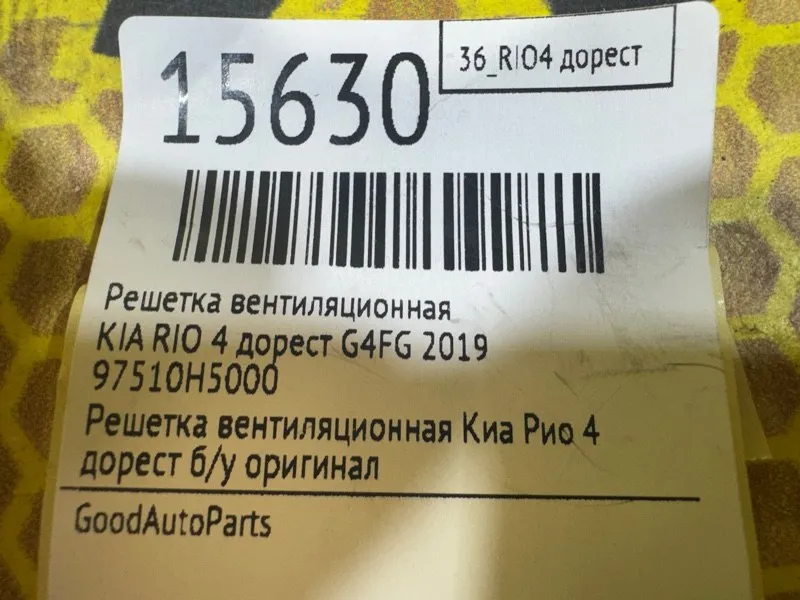 15630
36_RIO4 дорест
Решетка вентиляционная
KIA RIO 4 дорест G4FG 2019
97510H5000
Решетка вентиляционная Киа Рио 4
дорест б/у оригинал
GoodAutoParts